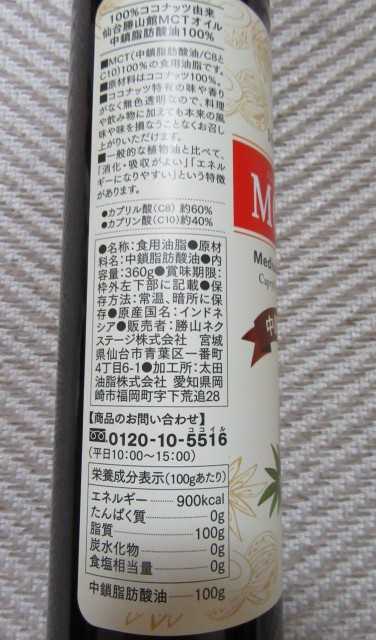 100%ココナッツ由来
仙台勝山館MCTオイル
中鎖脂肪酸油100%
■MCT(中鎖脂肪酸油/C8と
C10)100%の食用油脂です。
■原材料はココナッツ100%。
■ココナッツ特有の味や香り
がなく無色透明なので、料理
や飲み物に加えても本来の風
味や味を損なうことなくお召し
上がりいただけます。
■一般的な植物油と比べて、
「消化・吸収がよい」「エネル
ギーになりやすい」という特徴
があります。
●カプリル酸(C8) 約60%
●カプリン酸(C10) 約40%
●名称:食用油脂●原材
料名:中鎖脂肪酸油●内
容量:360g●賞味期限:
枠外左下部に記載●保
存方法:常温、暗所に保
存●原産国名:インドネ
シア●販売者:勝山ネク
ステージ株式会社 宮城
県仙台市青葉区一番町
4丁目6-1●加工所:太田
油脂株式会社 愛知県岡
崎市福岡町字下荒追28
【商品のお問い合わせ】
ココイル
0120-10-5516
(平日10:00〜15:00)
栄養成分表示(100gあたり)
エネルギー 900kcal
たんぱく質 0g
脂質 100g
炭水化物 0g
食塩相当量 0g
中鎖脂肪酸油 100g
M
Med
Cap
中